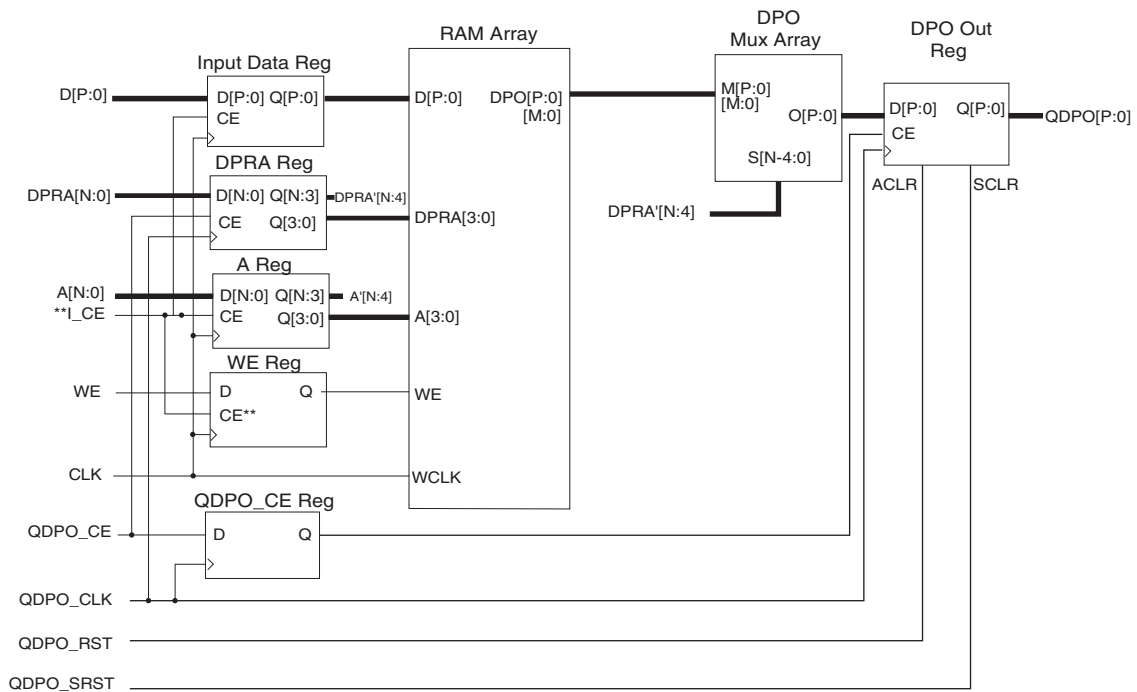 RAM Array
DPO
Mux Array
DPO Out
Reg
Input Data Reg
D[P:0]
D[P:0] Q[P:0]
CE
D[P:0]
DPO[P:0]
[M:0]
M[P:0]
[M:0]
O[P:0]
S[N-4:0]
D[P:0]
Q[P:0]
CE
QDPO[P:0]
ACLR
SCLR
DPRA Reg
DPRA[N:0]
D[N:0] Q[N:3]
DPRA'[N:4]
CE
Q[3:0]
DPRA[3:0]
DPRA'[N:4]
A Reg
A[N:0]
D[N:0] Q[N:3]
A'[N:4]
**I_CE
CE
Q[3:0]
A[3:0]
WE Reg
WE
D
Q
CE**
WE
CLK
WCLK
QDPO_CE Reg
QDPO_CE
D
Q
QDPO_CLK
QDPO_RST
QDPO_SRST